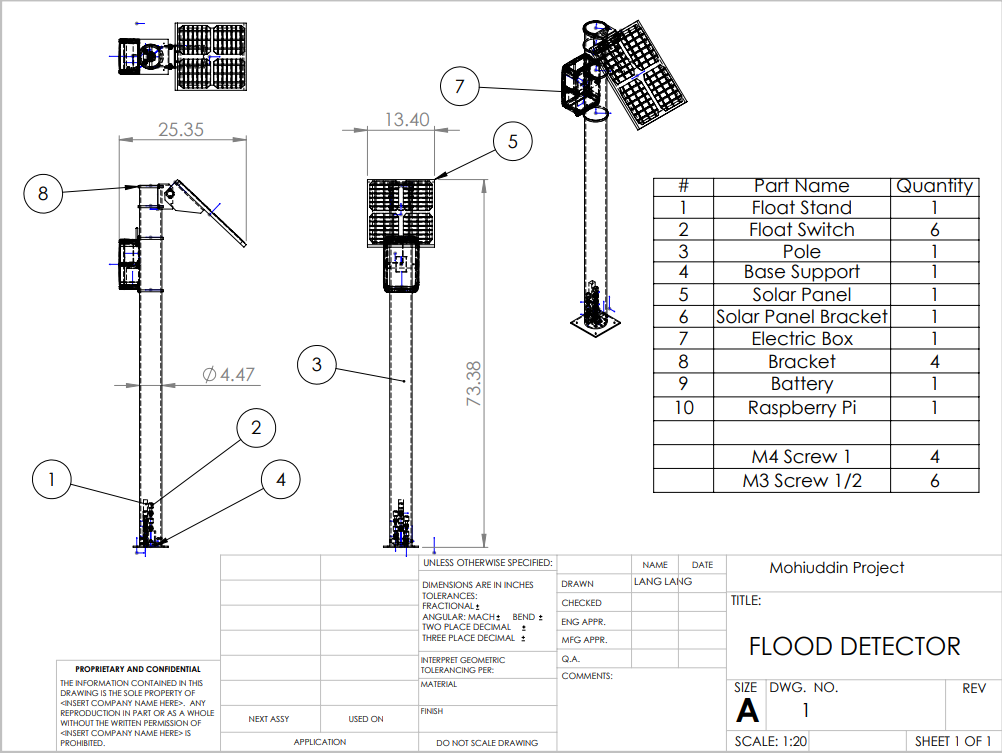 7
25.35
13.40
5
8
Ø 4.47
3
73.38
2
1
4
# Part Name Quantity
1 Float Stand 1
2 Float Switch 6
3 Pole 1
4 Base Support 1
5 Solar Panel 1
6 Solar Panel Bracket 1
7 Electric Box 1
8 Bracket 4
9 Battery 1
10 Raspberry Pi 1
M4 Screw 1 4
M3 Screw 1/2 6
PROPRIETARY AND CONFIDENTIAL
THE INFORMATION CONTAINED IN THIS
DRAWING IS THE SOLE PROPERTY OF
<INSERT COMPANY NAME HERE>. ANY
REPRODUCTION IN PART OR AS A WHOLE
WITHOUT THE WRITTEN PERMISSION OF
<INSERT COMPANY NAME HERE> IS
PROHIBITED.
NEXT ASSY USED ON
APPLICATION
UNLESS OTHERWISE SPECIFIED:
DIMENSIONS ARE IN INCHES
TOLERANCES:
FRACTIONAL ±
ANGULAR: MACH ± BEND ±
TWO PLACE DECIMAL ±
THREE PLACE DECIMAL ±
INTERPRET GEOMETRIC
TOLERANCING PER:
MATERIAL
FINISH
DO NOT SCALE DRAWING
NAME DATE
DRAWN LANG LANG
CHECKED
ENG APPR.
MFG APPR.
Q.A.
COMMENTS:
Mohiuddin Project
TITLE:
FLOOD DETECTOR
SIZE DWG. NO. REV
A 1
SCALE: 1:20 SHEET 1 OF 1